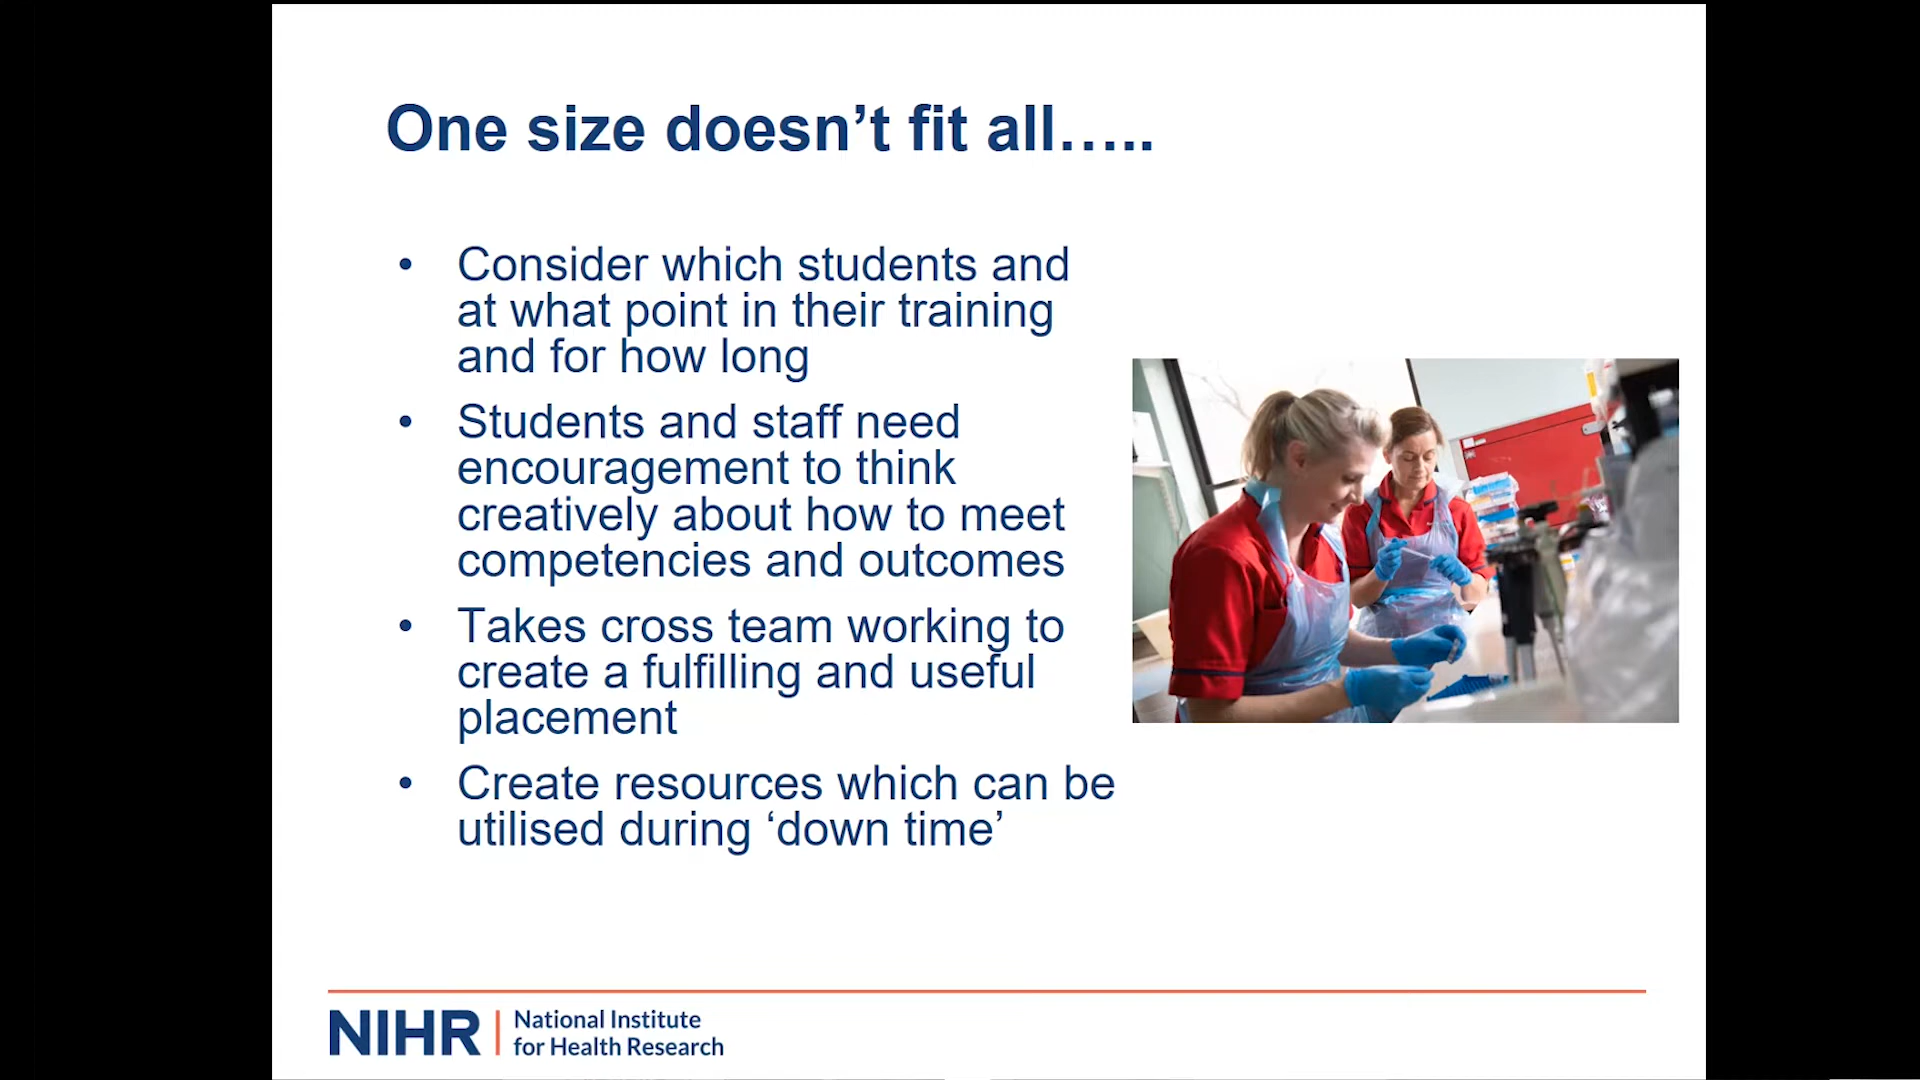 One size doesn’t fit all…..
• Consider which students and
at what point in their training
and for how long
• Students and staff need
encouragement to think
creatively about how to meet
competencies and outcomes
• Takes cross team working to
create a fulfilling and useful
placement
• Create resources which can be
utilised during ‘down time’
NIHR | National Institute
for Health Research